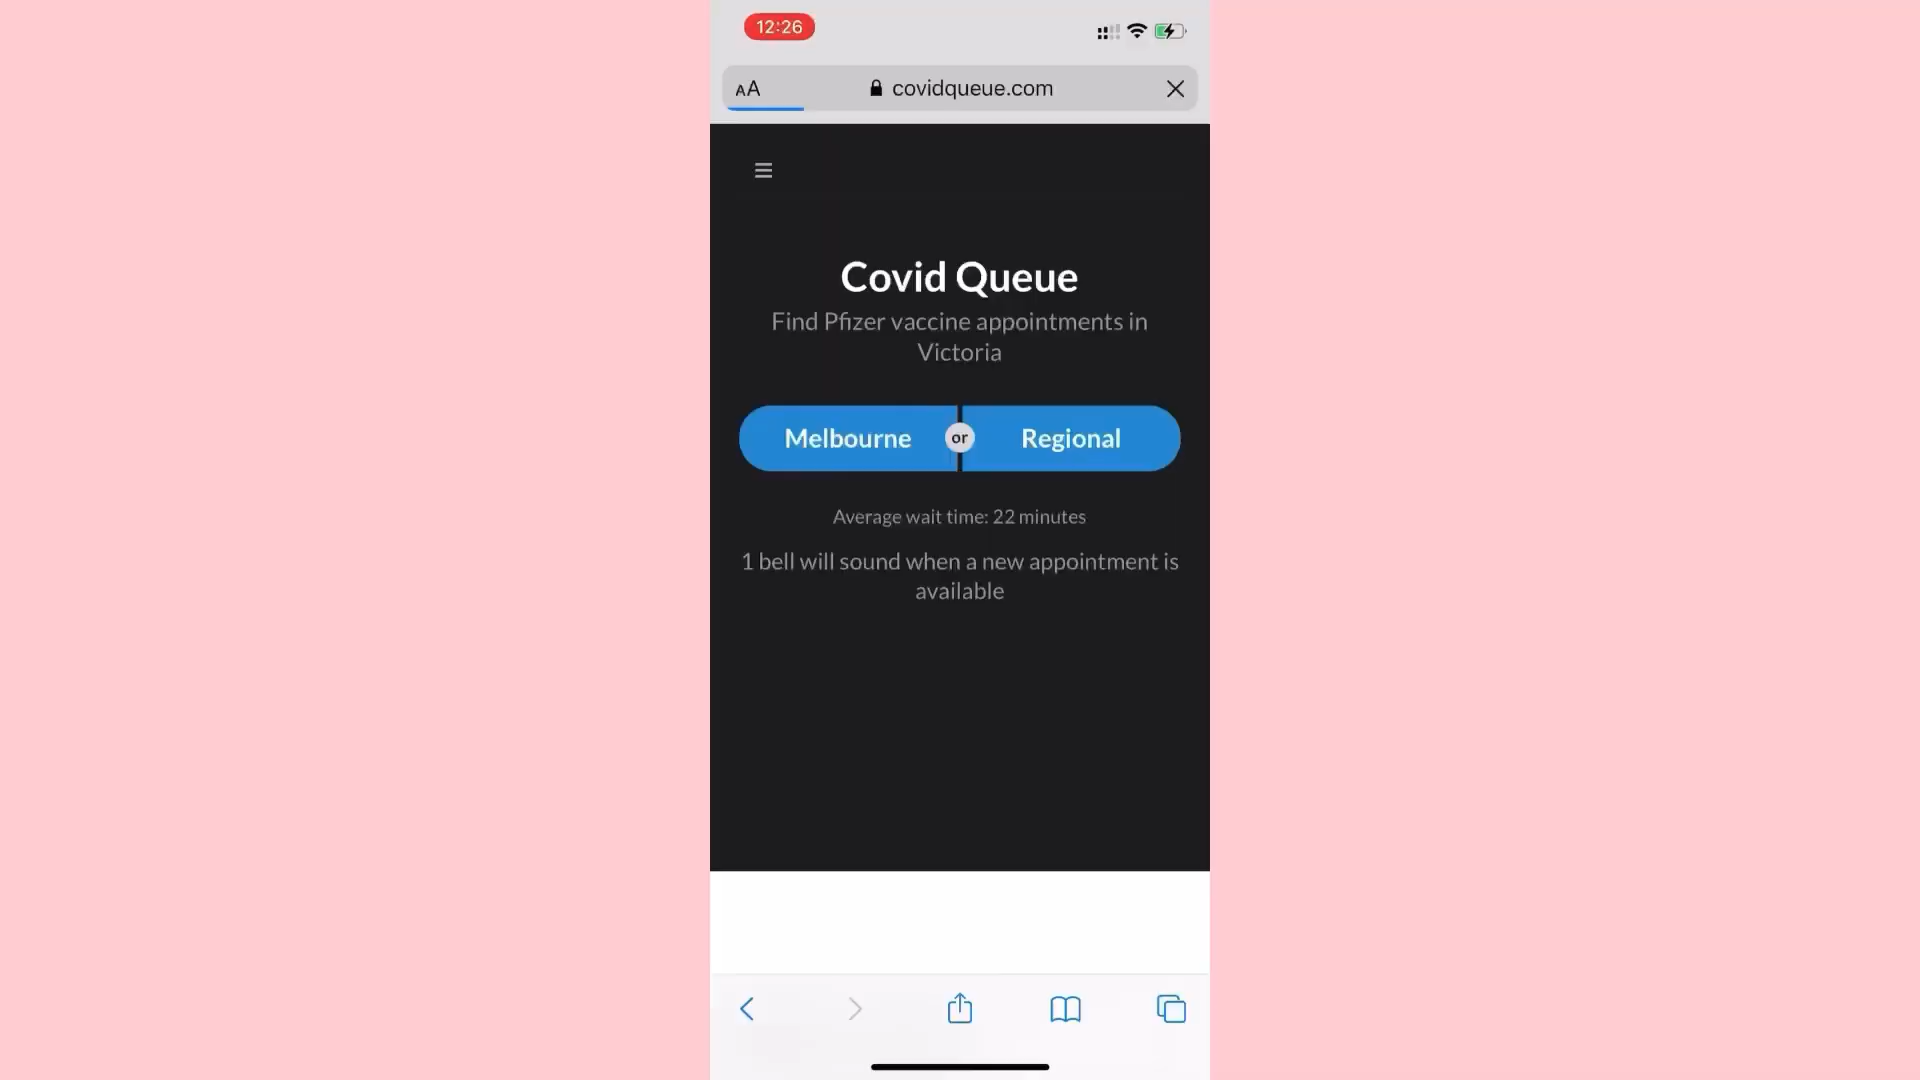 12:26
AA
covidqueue.com
Covid Queue
Find Pfizer vaccine appointments in
Victoria
Melbourne or Regional
Average wait time: 22 minutes
1 bell will sound when a new appointment is
available